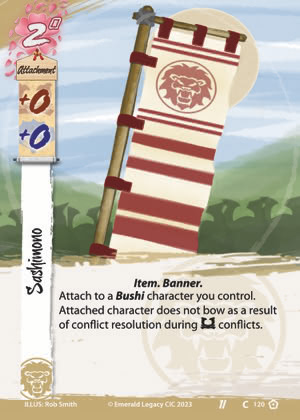 2
Attachment
+0
+0
Sashimono
Item. Banner.
Attach to a Bushi character you control.
Attached character does not bow as a result
of conflict resolution during conflicts.
ILLUS: Rob Smith
© Emerald Legacy CIC 2023
C 120